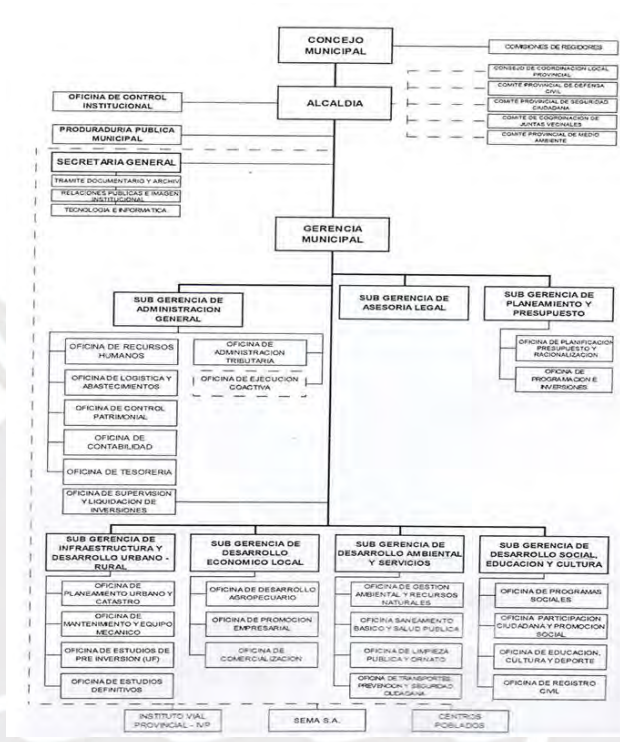 CONCEJO
MUNICIPAL
COMISIONES DE REGIDORES
CONSEJO DE COORDINACION LOCAL
PROVINCIAL
COMITE PROVINCIAL DE DEFENSA
CIVIL
COMITE PROVINCIAL DE SEGURIDAD
CIUDADANA
COMITE DE COORDINACION DE
JUNTAS VECINALES
COMITE PROVINCIAL DE MEDIO
AMBIENTE
OFICINA DE CONTROL
INSTITUCIONAL
ALCALDIA
PRODURADURIA PUBLICA
MUNICIPAL
SECRETARIA GENERAL
TRAMITE DOCUMENTARIO Y ARCHIV
RELACIONES PUBLICAS E IMAGEN
INSTITUCIONAL
TECNOLOGIA E INFORMATICA
GERENCIA
MUNICIPAL
SUB GERENCIA DE
ADMINISTRACION
GENERAL
SUB GERENCIA DE
ASESORIA LEGAL
SUB GERENCIA DE
PLANEAMIENTO Y
PRESUPUESTO
OFICINA DE RECURSOS
HUMANOS
OFICINA DE LOGISTICA Y
ABASTECIMIENTOS
OFICINA DE CONTROL
PATRIMONIAL
OFICINA DE
CONTABILIDAD
OFICINA DE TESORERIA
OFICINA DE SUPERVISION
Y LIQUIDACION DE
INVERSIONES
OFICINA DE
ADMINISTRACION
TRIBUTARIA
OFICINA DE EJECUCION
COACTIVA
OFICINA DE PLANIFICACION
PRESUPUESTO Y
RACIONALIZACION
OFICINA DE
PROGRAMACION E
INVERSIONES
SUB GERENCIA DE
INFRAESTRUCTURA Y
DESARROLLO URBANO -
RURAL
OFICINA DE
PLANEAMIENTO URBANO Y
CATASTRO
OFICINA DE
MANTENIMIENTO Y EQUIPO
MECANICO
OFICINA DE ESTUDIOS DE
PRE INVERSION (UF)
OFICINA DE ESTUDIOS
DEFINITIVOS
SUB GERENCIA DE
DESARROLLO
ECONOMICO LOCAL
OFICINA DE DESARROLLO
AGROPECUARIO
OFICINA DE PROMOCION
EMPRESARIAL
OFICINA DE
COMERCIALIZACION
SUB GERENCIA DE
DESARROLLO AMBIENTAL
Y SERVICIOS
OFICINA DE GESTION
AMBIENTAL Y RECURSOS
NATURALES
OFICINA SANEAMIENTO
BASICO Y SALUD PUBLICA
OFICINA DE LIMPIEZA
PUBLICA Y ORNATO
OFICINA DE TRANSPORTES
PREVENCION Y SEGURIDAD
CIUDADANA
SUB GERENCIA DE
DESARROLLO SOCIAL,
EDUCACION Y CULTURA
OFICINA DE PROGRAMAS
SOCIALES
OFICINA PARTICIPACION
CIUDADANA Y PROMOCION
SOCIAL
OFICINA DE EDUCACION,
CULTURA Y DEPORTE
OFICINA DE REGISTRO
CIVIL
INSTITUTO VIAL
PROVINCIAL - IVP
SEMA S.A.
CENTROS
POBLADOS